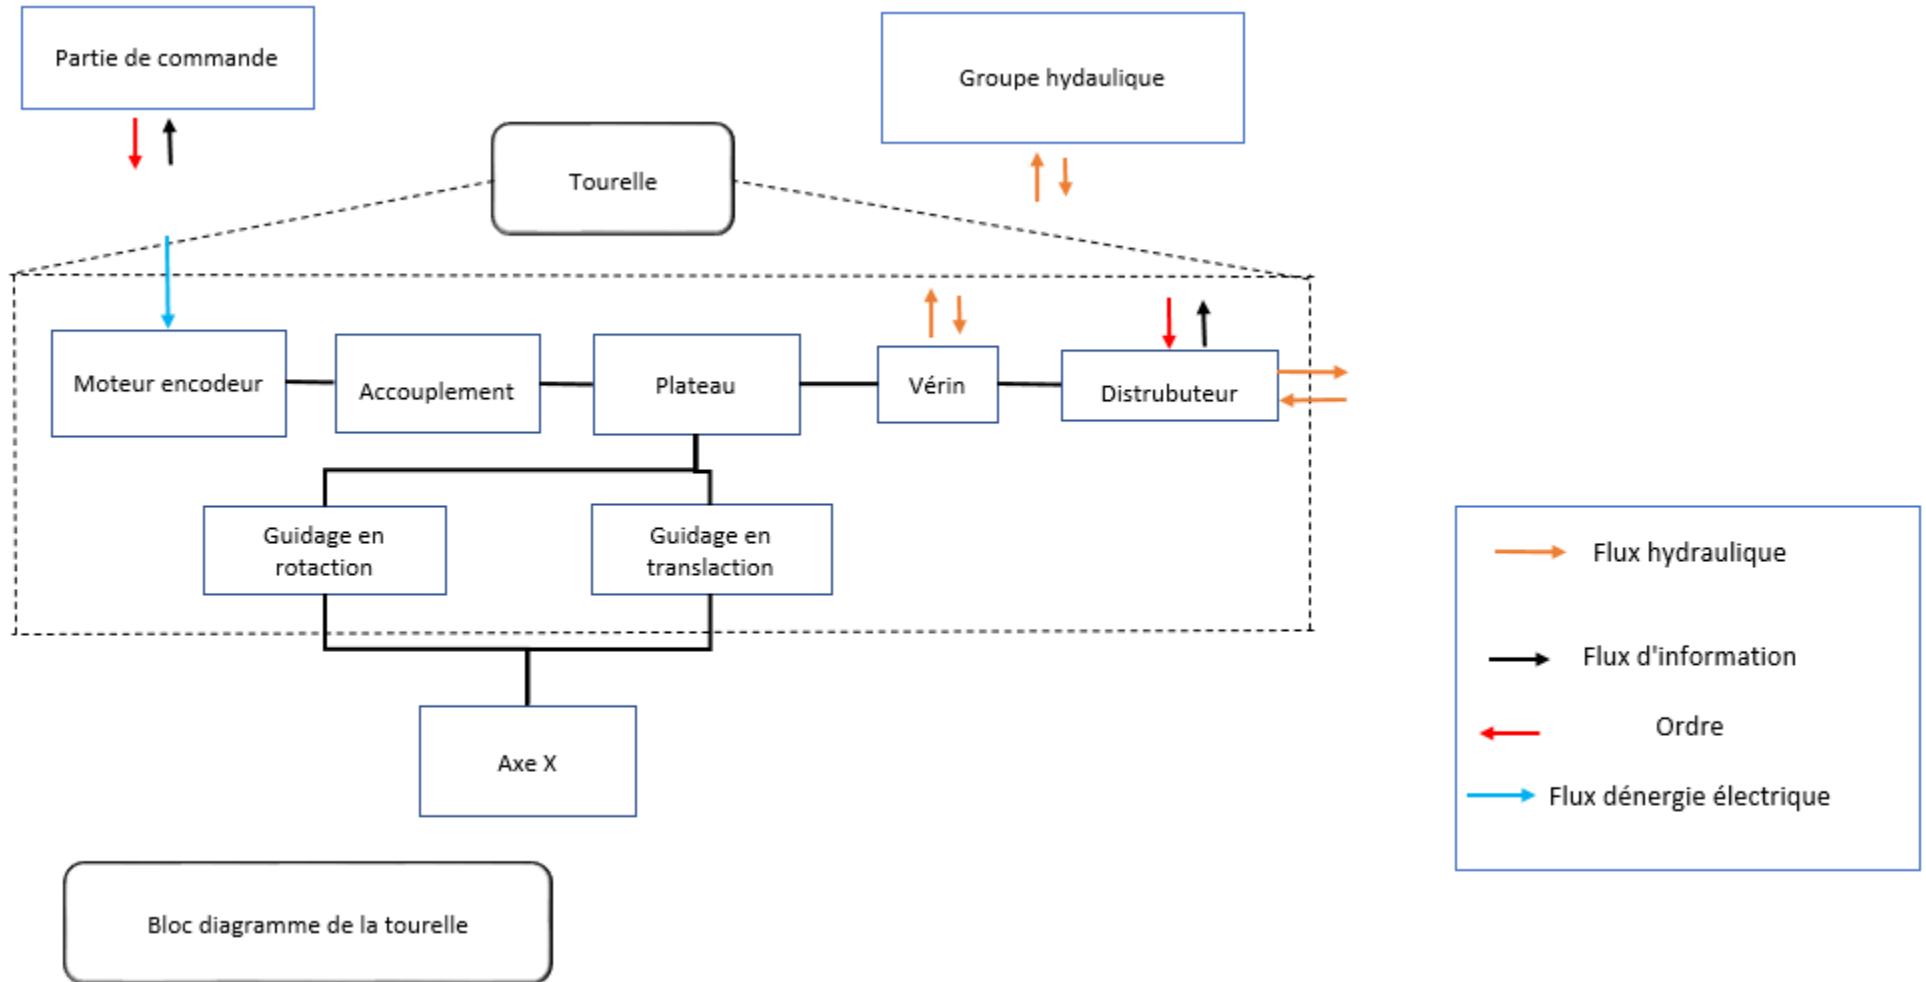 Partie de commande
Groupe hydaulique
Tourelle
Moteur encodeur
Accouplement
Plateau
Vérin
Distrubuteur
Guidage en
rotaction
Guidage en
translaction
Axe X
Flux hydraulique
Flux d'information
Ordre
Flux dénergie électrique
Bloc diagramme de la tourelle